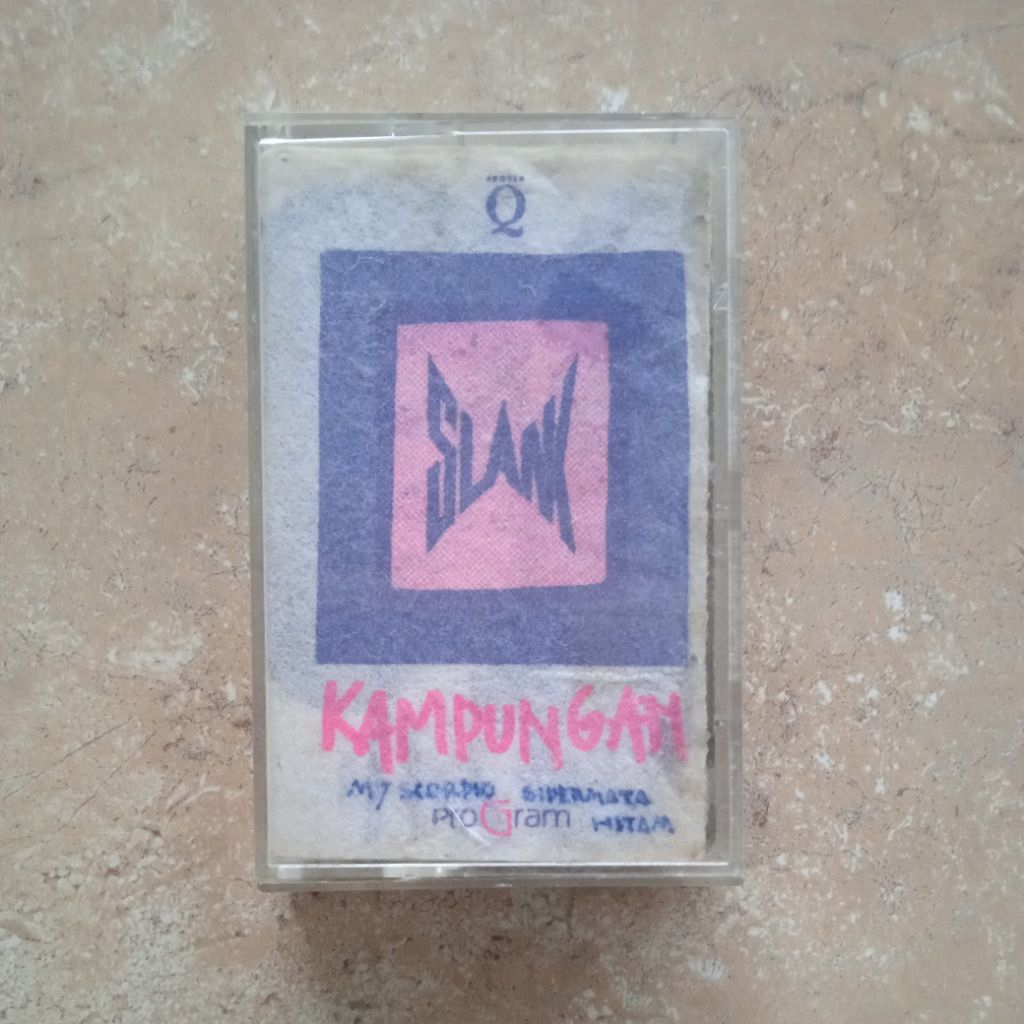 Q
SLANK
KAMPUNGAN
MY SCORPIO SIPERMATA
HITAM
proGram